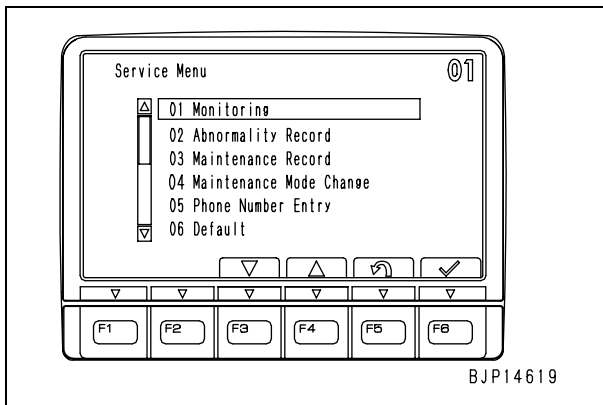 Service Menu 01
01 Monitoring
02 Abnormality Record
03 Maintenance Record
04 Maintenance Mode Change
05 Phone Number Entry
06 Default
F1 F2 F3 F4 F5 F6
BJP14619